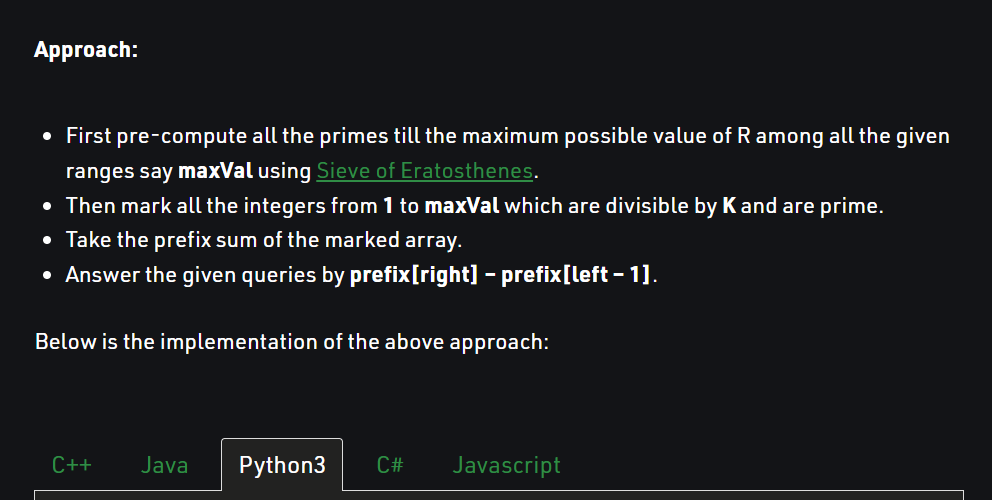 Approach:
• First pre-compute all the primes till the maximum possible value of R among all the given
ranges say maxVal using Sieve of Eratosthenes.
• Then mark all the integers from 1 to maxVal which are divisible by K and are prime.
• Take the prefix sum of the marked array.
• Answer the given queries by prefix[right] – prefix[left – 1].
Below is the implementation of the above approach:
C++ Java Python3 C# Javascript